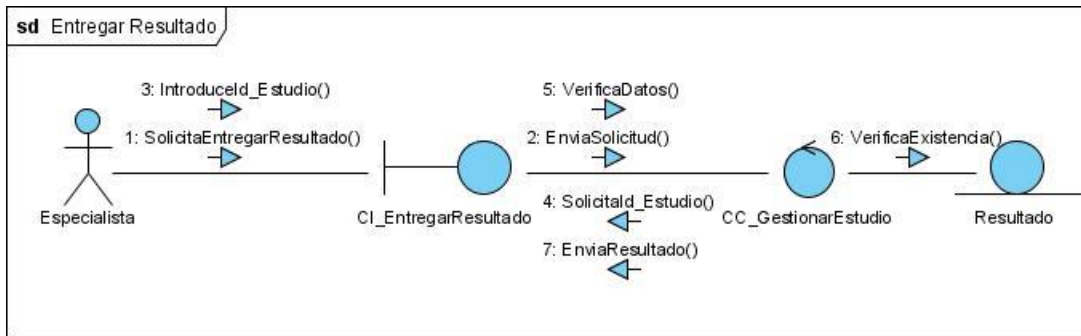 sd Entregar Resultado
3: IntroduceId_Estudio()
5: VerificaDatos()
1: SolicitaEntregarResultado()
2: EnviaSolicitud()
6: VerificaExistencia()
Especialista
CI_EntregarResultado
4: SolicitaId_Estudio()
CC_GestionarEstudio
Resultado
7: EnviaResultado()